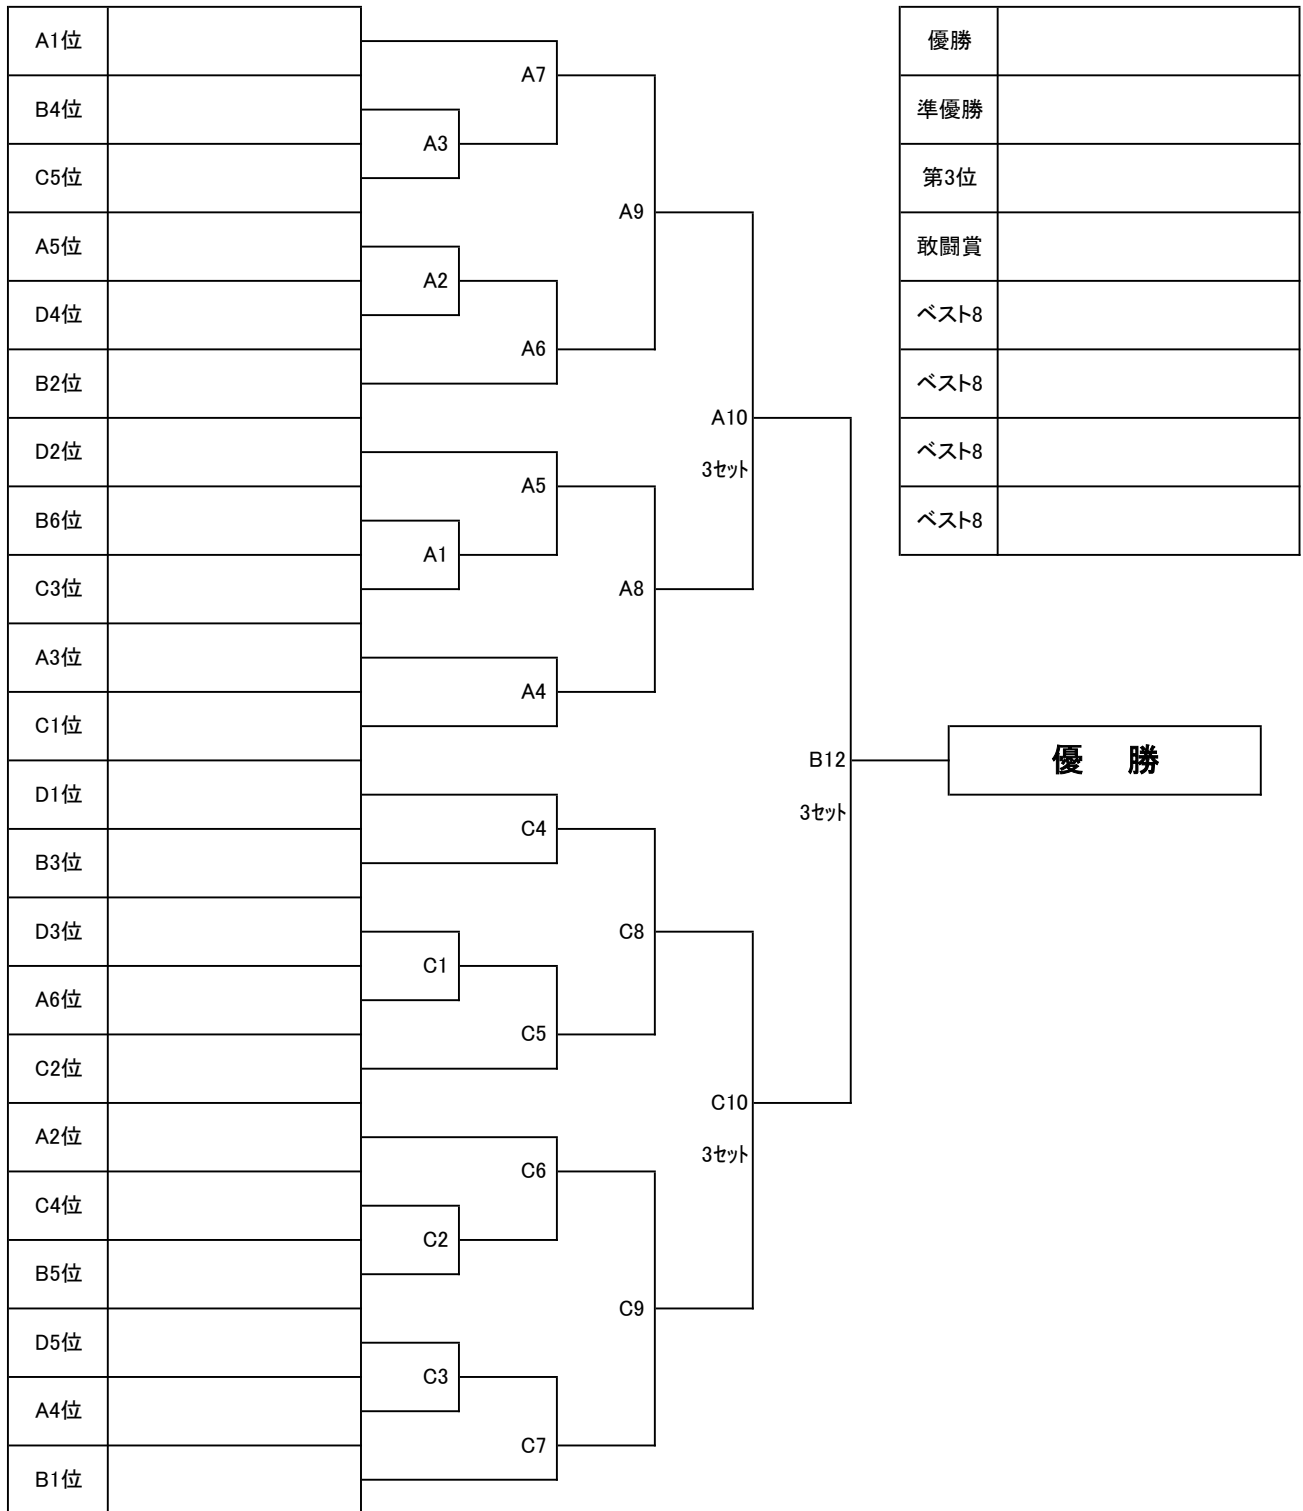 A1位
B4位
C5位
A5位
D4位
B2位
D2位
B6位
C3位
A3位
C1位
D1位
B3位
D3位
A6位
C2位
A2位
C4位
B5位
D5位
A4位
B1位
A7
A3
A9
A2
A6
A10
3セット
A5
A1
A8
A4
B12
3セット
C4
C8
C1
C5
C10
3セット
C6
C2
C9
C3
C7
優勝
準優勝
第3位
敢闘賞
ベスト8
ベスト8
ベスト8
ベスト8
優 勝